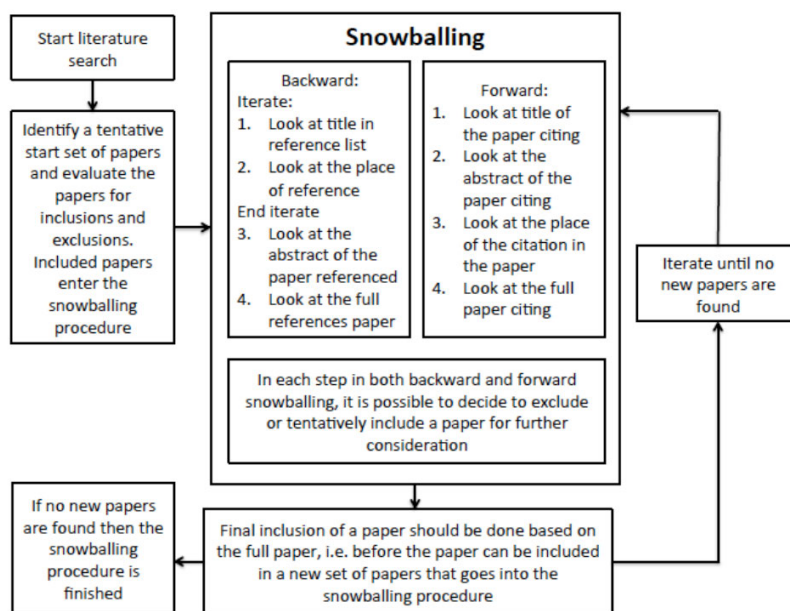 Start literature
search
Identify a tentative
start set of papers
and evaluate the
papers for
inclusions and
exclusions.
Included papers
enter the
snowballing
procedure
Snowballing
Backward:
Iterate:
1. Look at title in
reference list
2. Look at the place
of reference
End iterate
3. Look at the
abstract of the
paper referenced
4. Look at the full
references paper
Forward:
1. Look at title of
the paper citing
2. Look at the
abstract of the
paper citing
3. Look at the place
of the citation in
the paper
4. Look at the full
paper citing
In each step in both backward and forward
snowballing, it is possible to decide to exclude
or tentatively include a paper for further
consideration
Iterate until no
new papers are
found
If no new papers
are found then the
snowballing
procedure is
finished
Final inclusion of a paper should be done based on
the full paper, i.e. before the paper can be included
in a new set of papers that goes into the
snowballing procedure